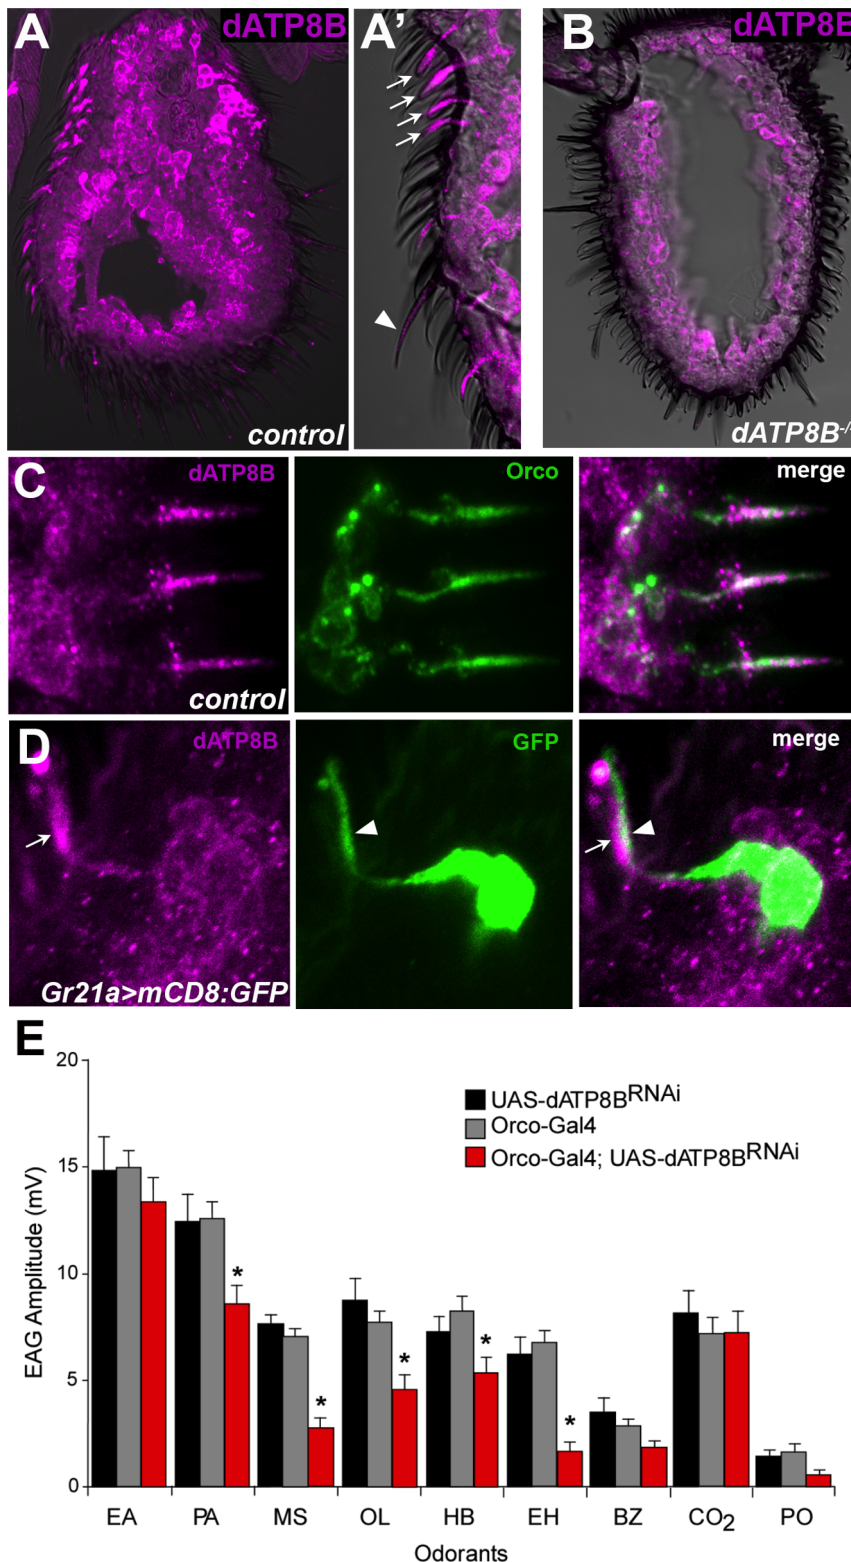 A
dATP8B
control
A'
B
dATP8B
dATP8B-/-
C
dATP8B
control
Orco
merge
D
dATP8B
Gr21a>mCD8:GFP
GFP
merge
E
20
15
10
5
0
EAG Amplitude (mV)
UAS-dATP8BRNAi
Orco-Gal4
Orco-Gal4; UAS-dATP8BRNAi
*
*
*
*
*
EA PA MS OL HB EH BZ CO2 PO
Odorants